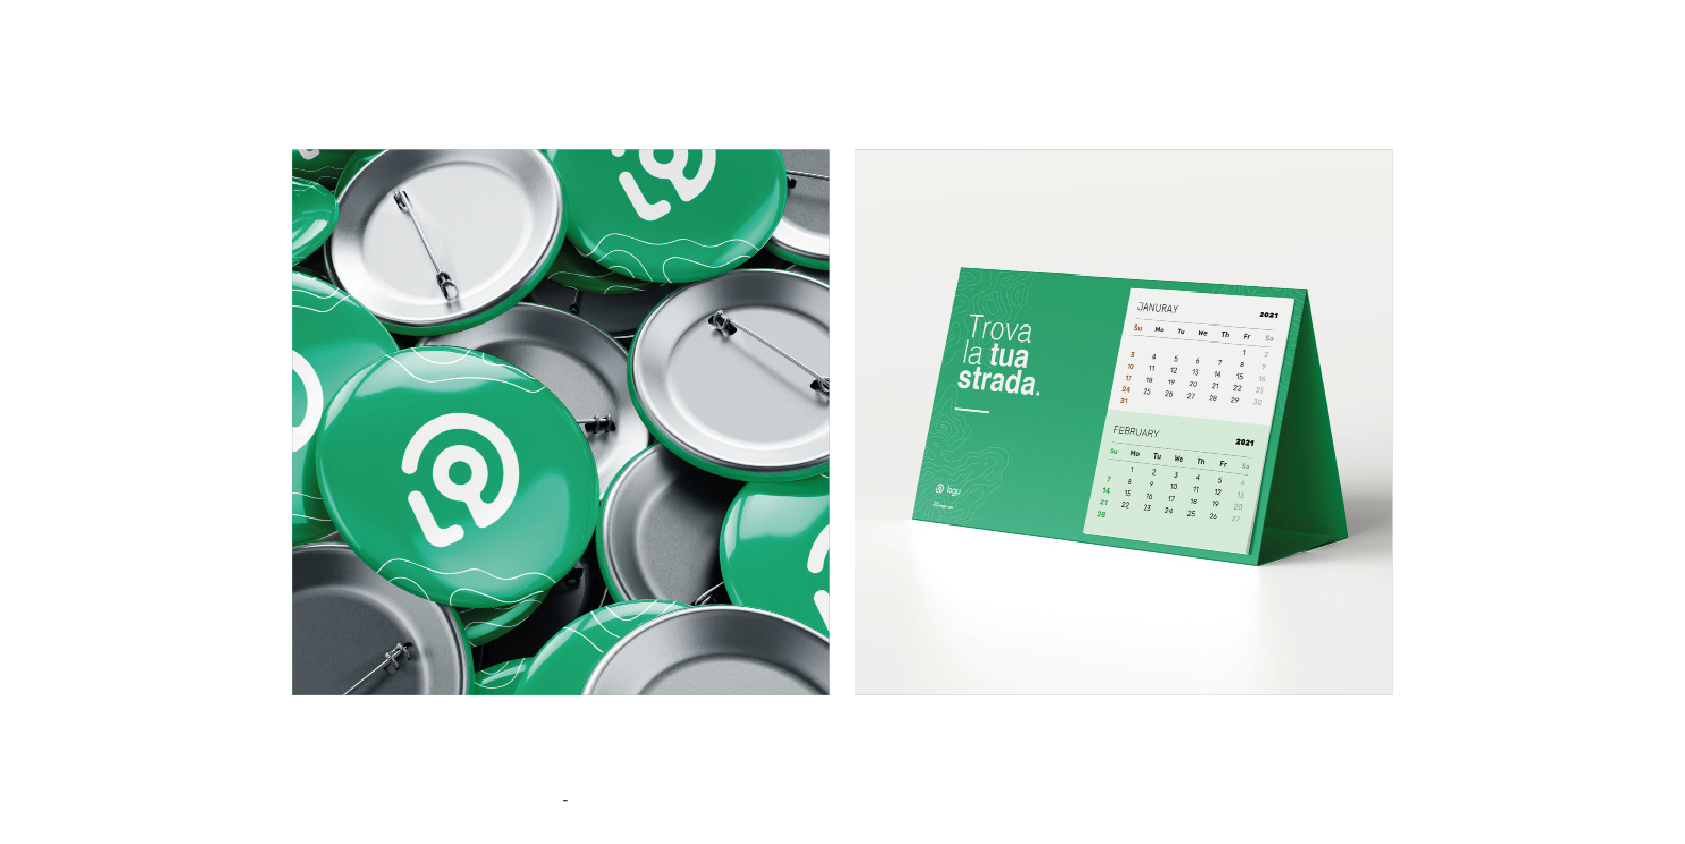 Trova
la tua
strada.
JANURAY
2021
Su Mo Tu We Th Fr Sa
1 2
3 4 5 6 7 8 9
10 11 12 13 14 15 16
17 18 19 20 21 22 23
24 25 26 27 28 29 30
31
FEBRUARY
2021
Su Mo Tu We Th Fr Sa
1 2 3 4 5 6
7 8 9 10 11 12 13
14 15 16 17 18 19 20
21 22 23 24 25 26 27
28
-